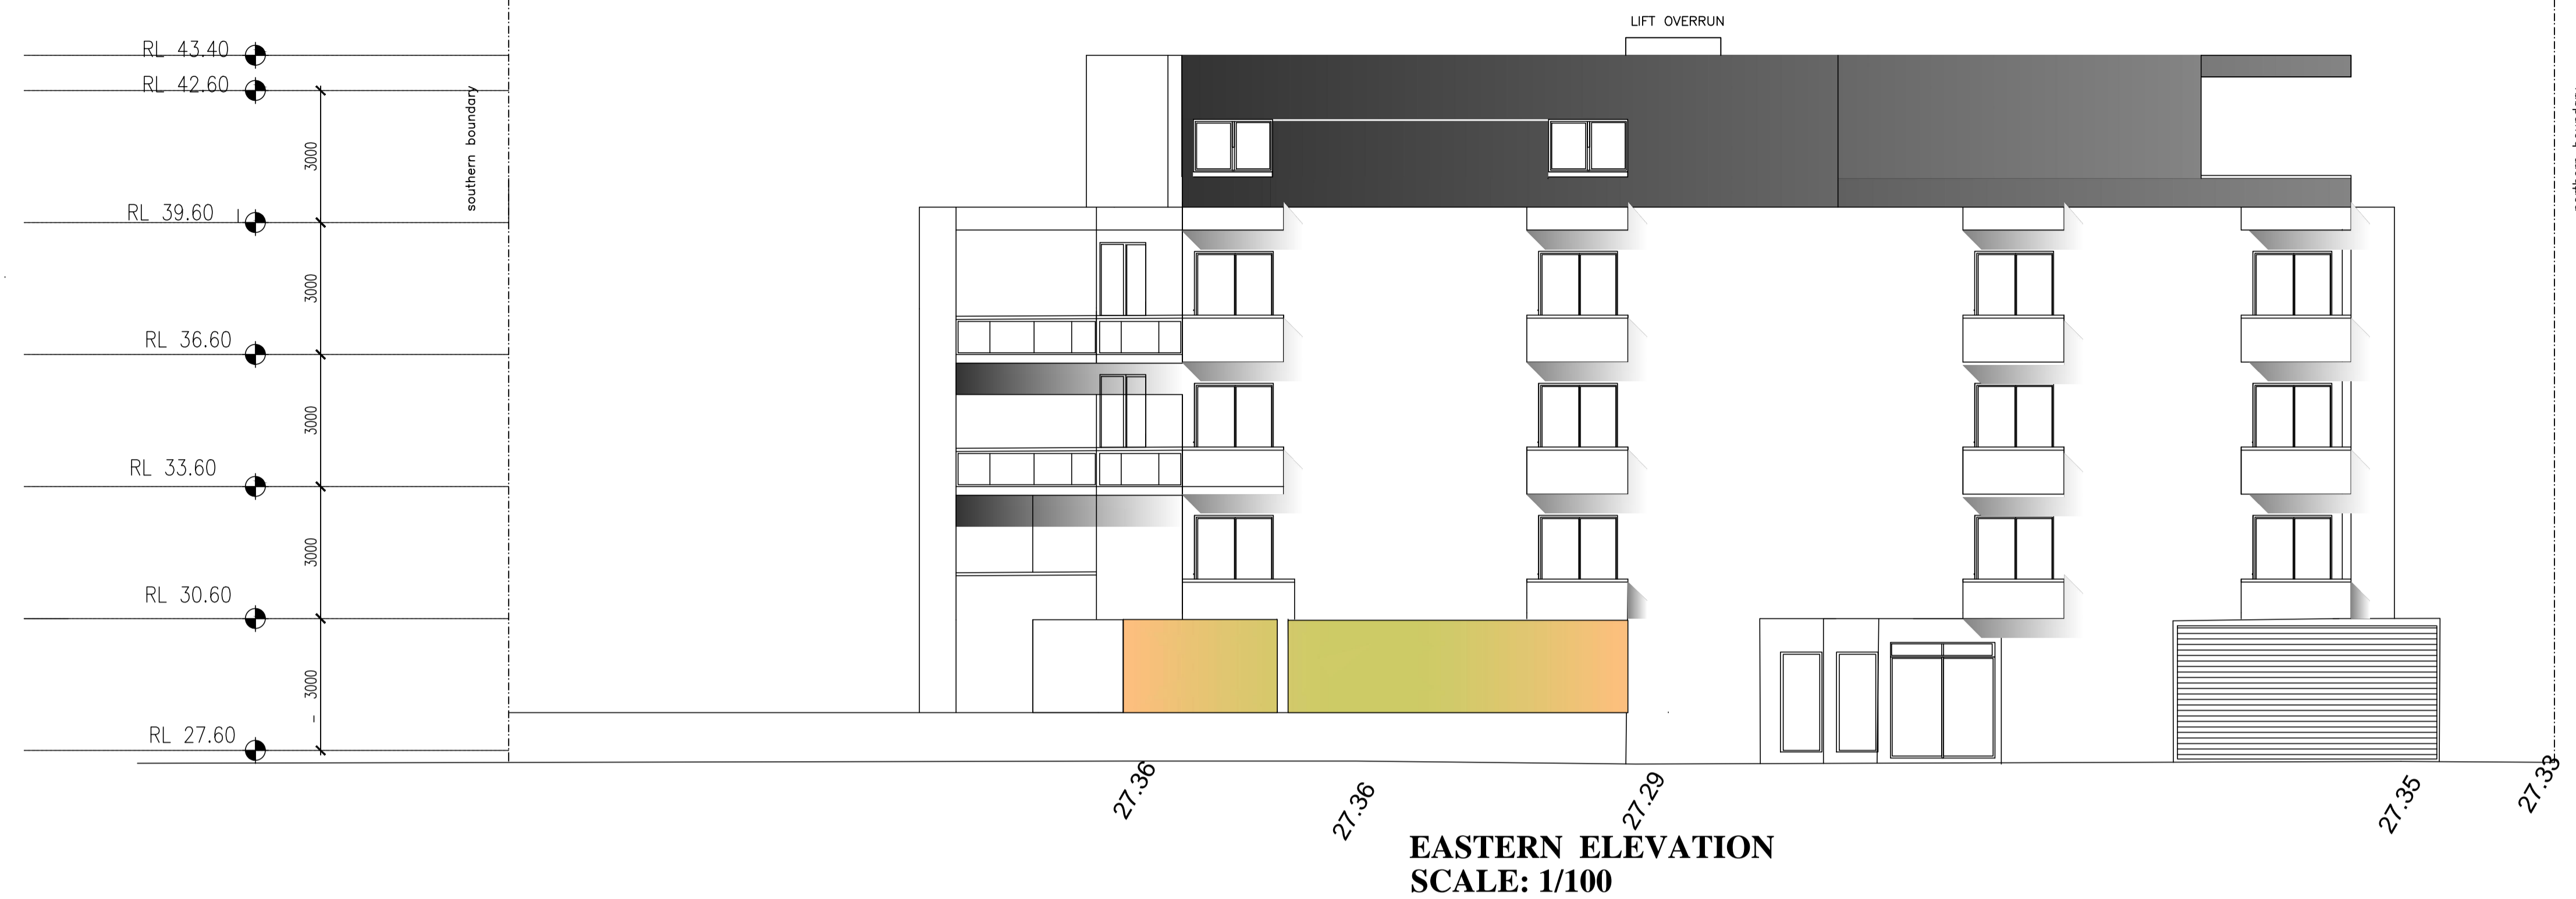 LIFT OVERRUN
RL 43.40
RL 42.60
southern boundary
3000
RL 39.60
3000
RL 36.60
3000
RL 33.60
3000
RL 30.60
3000
RL 27.60
27.36
27.36
27.29
27.35
27.33
EASTERN ELEVATION
SCALE: 1/100